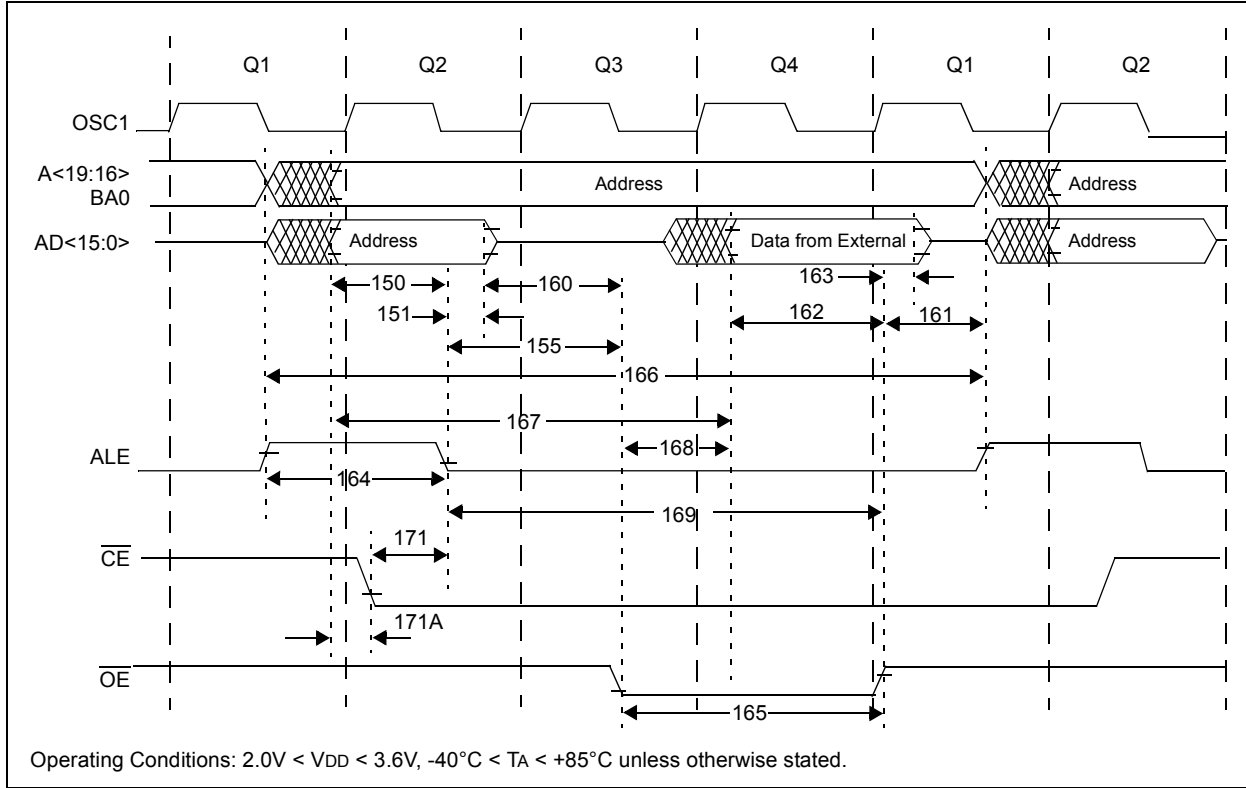 Q1 Q2 Q3 Q4 Q1 Q2
OSC1
A<19:16>
BA0
Address
Address
AD<15:0>
Address
Data from External
Address
163
150
160
151
162
161
155
166
167
168
ALE
164
169
171
CE
171A
OE
165
Operating Conditions: 2.0V < VDD < 3.6V, -40°C < TA < +85°C unless otherwise stated.